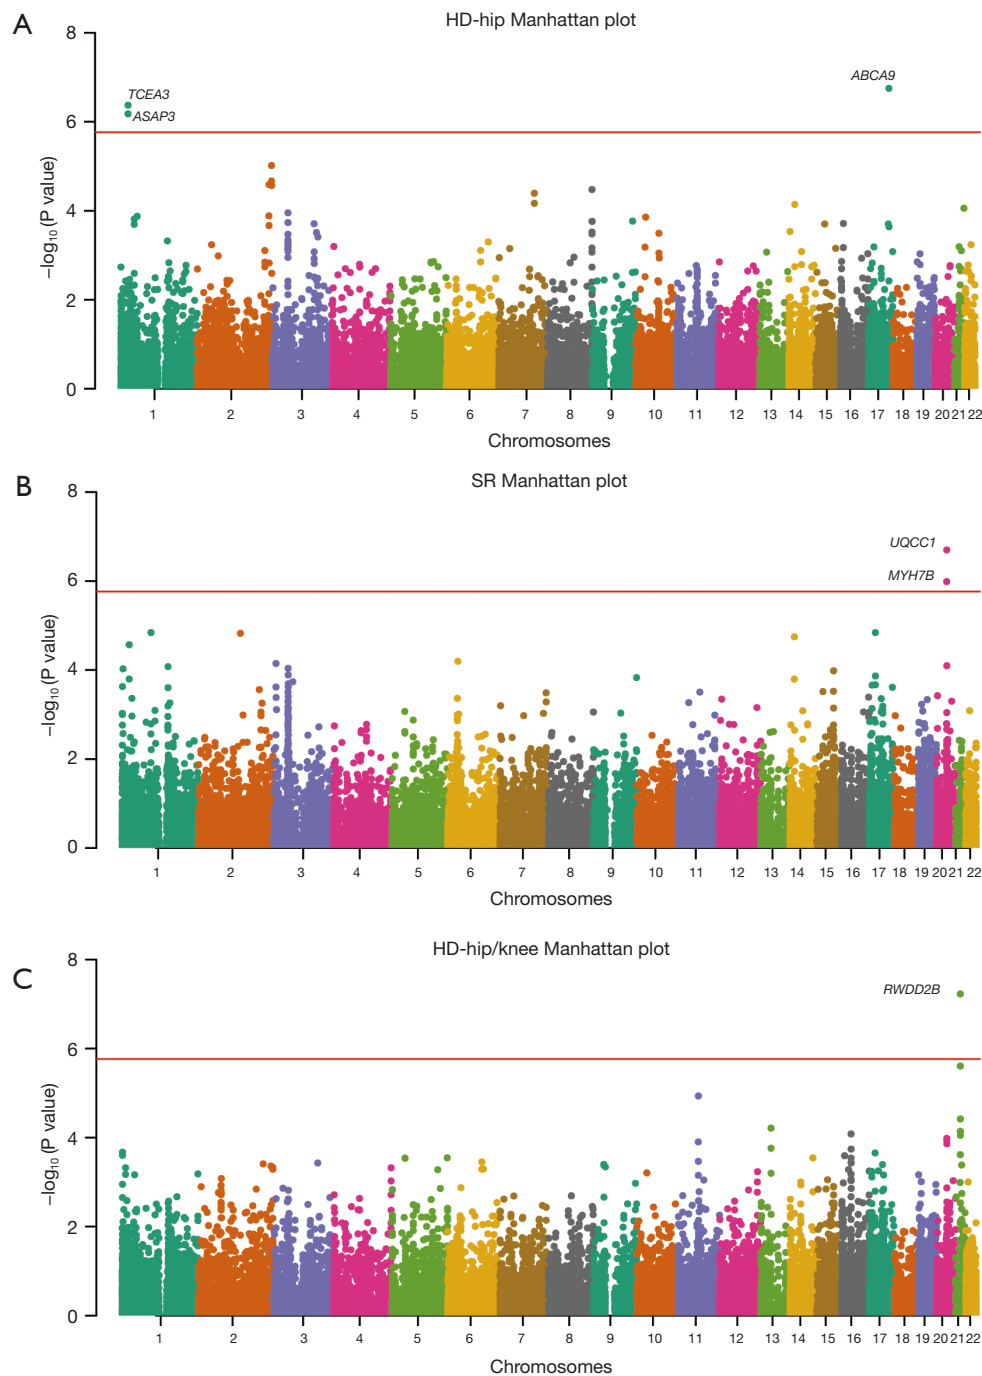 A
HD-hip Manhattan plot
8
6
4
2
0
–log10 (P value)
TCEA3
ASAP3
ABCA9
1 2 3 4 5 6 7 8 9 10 11 12 13 14 15 16 17 18 19 20 21 22
Chromosomes
B
SR Manhattan plot
8
6
4
2
0
–log10 (P value)
UQCC1
MYH7B
1 2 3 4 5 6 7 8 9 10 11 12 13 14 15 16 17 18 19 20 21 22
Chromosomes
C
HD-hip/knee Manhattan plot
8
6
4
2
0
–log10 (P value)
RWDD2B
1 2 3 4 5 6 7 8 9 10 11 12 13 14 15 16 17 18 19 20 21 22
Chromosomes